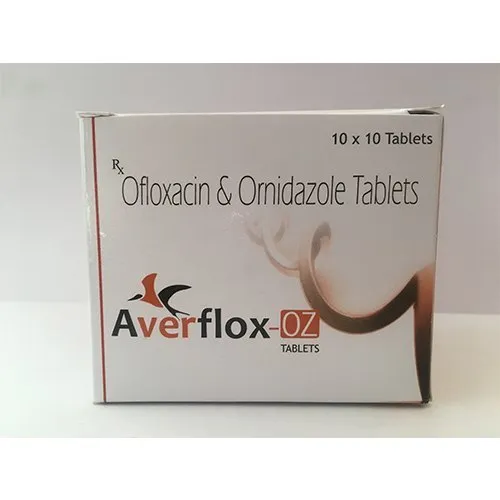 10 x 10 Tablets
Rx
Ofloxacin & Ornidazole Tablets
Averflox-OZ
TABLETS